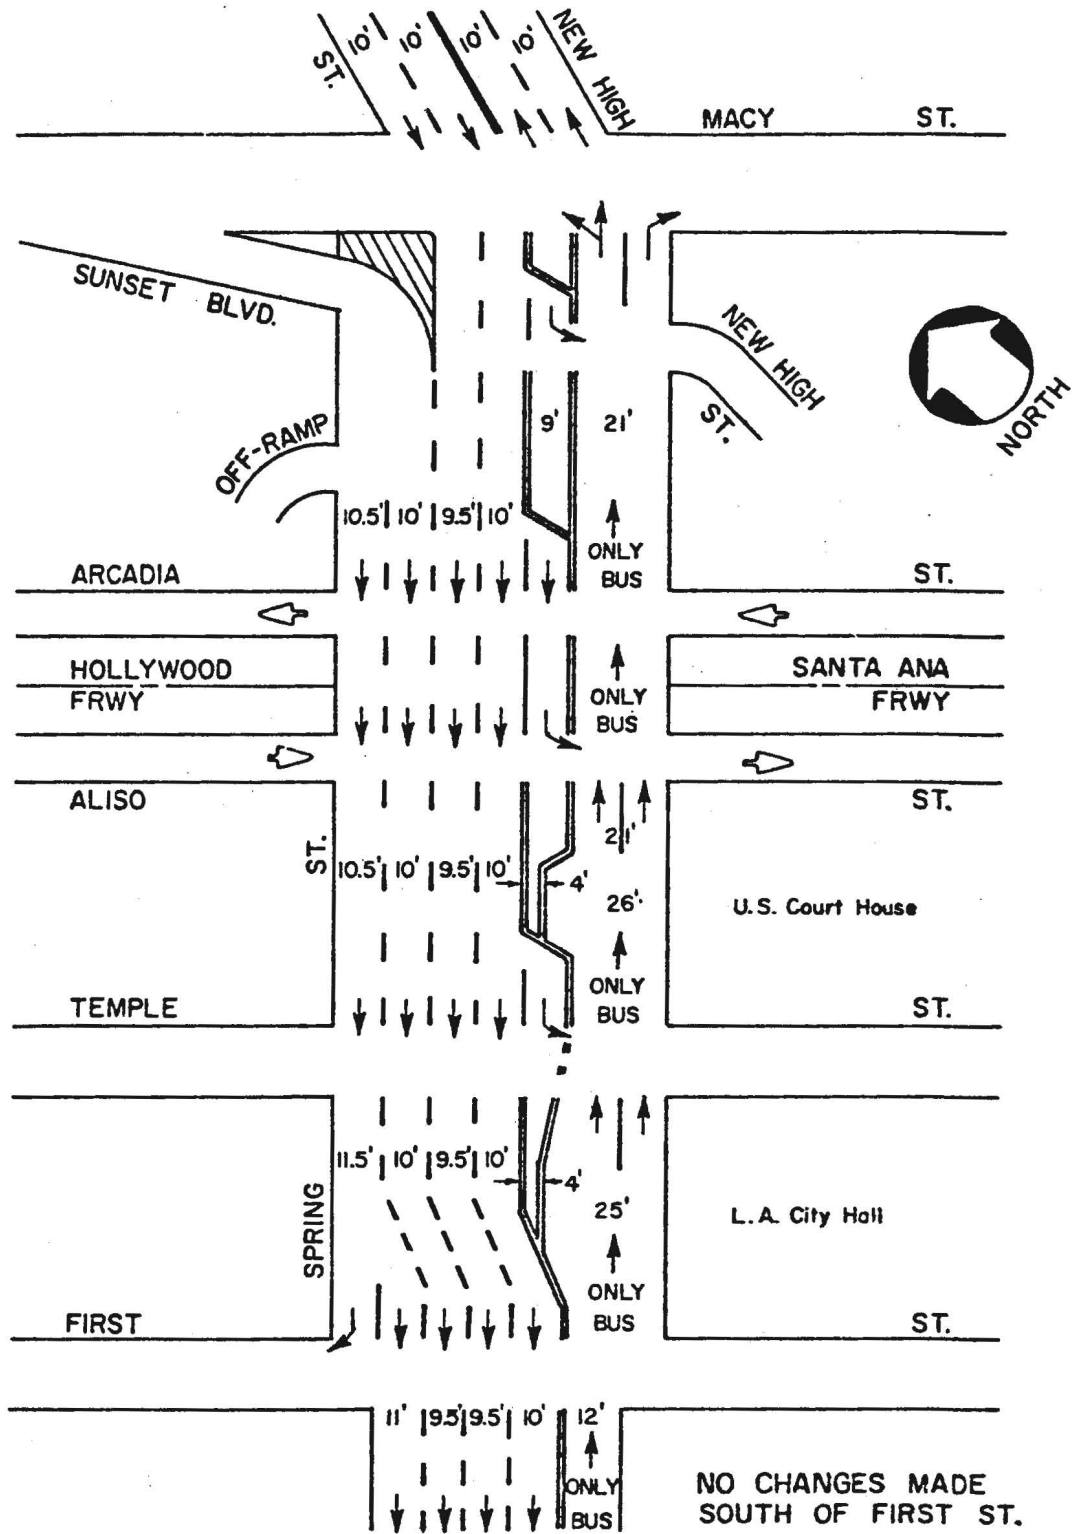 10' 10' 10' 10'
ST.
NEW HIGH
MACY ST.
SUNSET BLVD.
NEW HIGH
ST.
NORTH
9' 21'
OFF-RAMP
10.5' 10' 9.5' 10'
ONLY
BUS
ARCADIA ST.
HOLLYWOOD
FRWY
SANTA ANA
FRWY
ONLY
BUS
ALISO ST.
21'
ST.
10.5' 10' 9.5' 10' 4'
26'
U.S. Court House
ONLY
BUS
TEMPLE ST.
11.5' 10' 9.5' 10' 4'
25'
SPRING
L.A. City Hall
ONLY
BUS
FIRST ST.
11' 9.5' 9.5' 10' 12'
ONLY
BUS
NO CHANGES MADE
SOUTH OF FIRST ST.